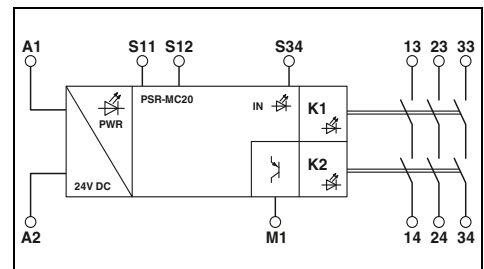 A1 S11 S12 S34 13 23 33
PSR-MC20
IN K1
PWR
K2
24V DC
A2 M1 14 24 34